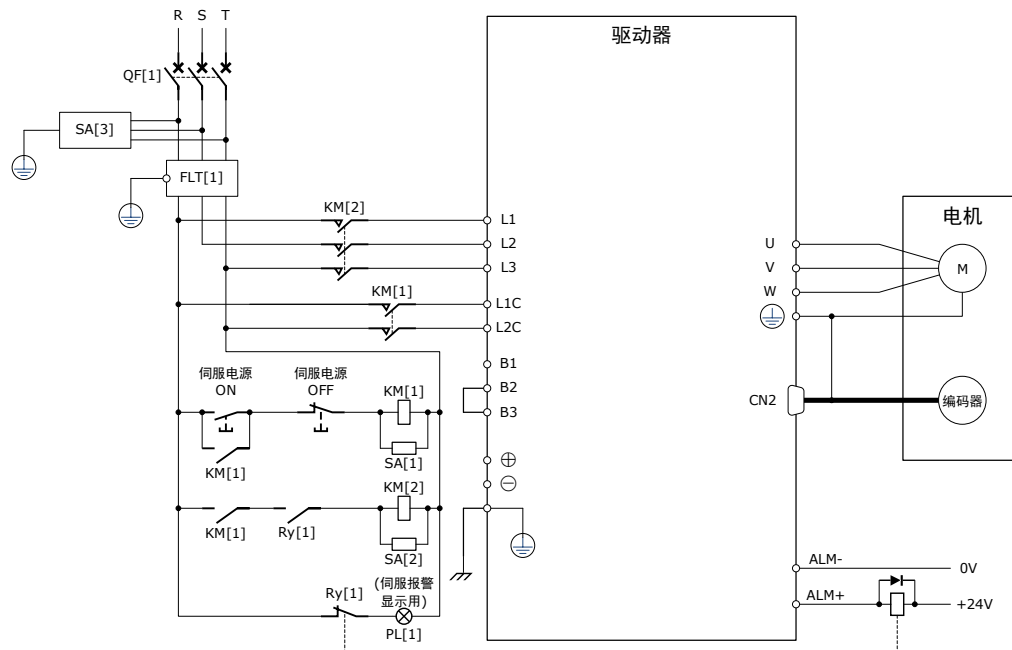 R S T
驱动器
QF[1]
SA[3]
FLT[1]
KM[2]
L1
L2
L3
KM[1]
L1C
L2C
B1
B2
B3
伺服电源
ON
伺服电源
OFF
KM[1]
SA[1]
KM[1]
KM[2]
KM[1]
Ry[1]
SA[2]
Ry[1]
(伺服报警
显示用)
PL[1]
电机
U
V
W
M
CN2
编码器
ALM-
0V
ALM+
+24V